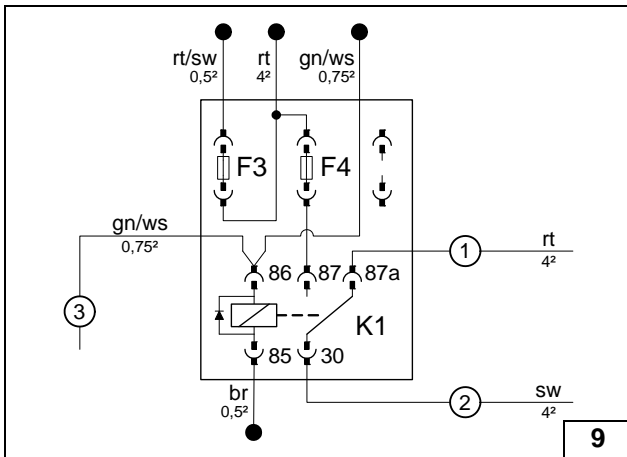 rt/sw
0,5²
rt
4²
gn/ws
0,75²
F3
F4
gn/ws
0,75²
86
87
87a
1
rt
4²
3
K1
85
30
br
0,5²
2
sw
4²
9